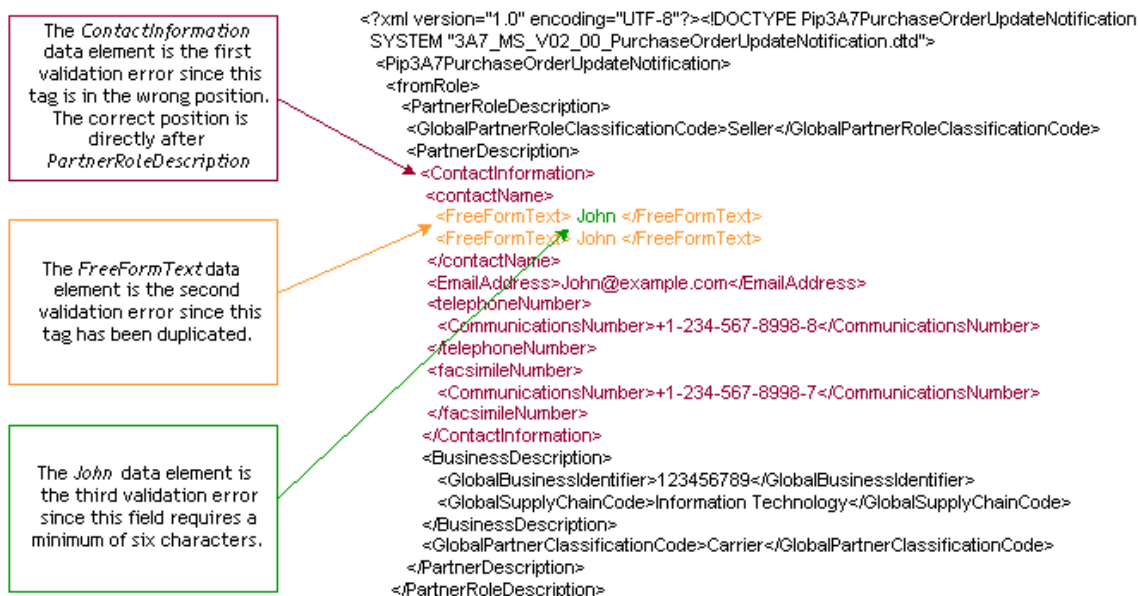 The ContactInformation
data element is the first
validation error since this
tag is in the wrong position.
The correct position is
directly after
PartnerRoleDescription
The FreeFormText data
element is the second
validation error since this
tag has been duplicated.
The John data element is
the third validation error
since this field requires a
minimum of six characters.
<?xml version="1.0" encoding="UTF-8"?><!DOCTYPE Pip3A7PurchaseOrderUpdateNotification
SYSTEM "3A7_MS_V02_00_PurchaseOrderUpdateNotification.dtd">
<Pip3A7PurchaseOrderUpdateNotification>
<fromRole>
<PartnerRoleDescription>
<GlobalPartnerRoleClassificationCode>Seller</GlobalPartnerRoleClassificationCode>
<PartnerDescription>
<ContactInformation>
<contactName>
<FreeFormText> John </FreeFormText>
<FreeFormText> John </FreeFormText>
</contactName>
<EmailAddress>John@example.com</EmailAddress>
<telephoneNumber>
<CommunicationsNumber>+1-234-567-8998-8</CommunicationsNumber>
</telephoneNumber>
<facsimileNumber>
<CommunicationsNumber>+1-234-567-8998-7</CommunicationsNumber>
</facsimileNumber>
</ContactInformation>
<BusinessDescription>
<GlobalBusinessIdentifier>123456789</GlobalBusinessIdentifier>
<GlobalSupplyChainCode>Information Technology</GlobalSupplyChainCode>
</BusinessDescription>
<GlobalPartnerClassificationCode>Carrier</GlobalPartnerClassificationCode>
</PartnerDescription>
</PartnerRoleDescription>